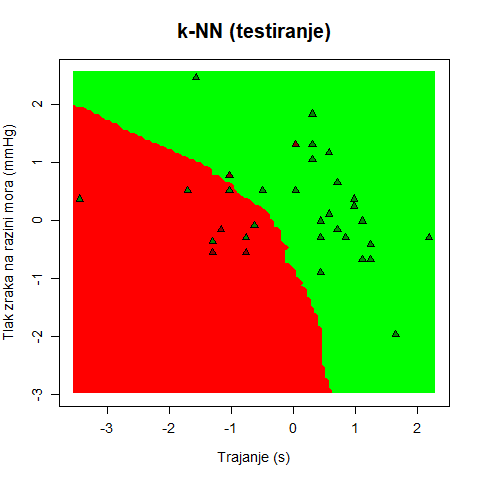 k-NN (testiranje)
Tlak zraka na razini mora (mmHg)
2
1
0
-1
-2
-3
-3 -2 -1 0 1 2
Trajanje (s)